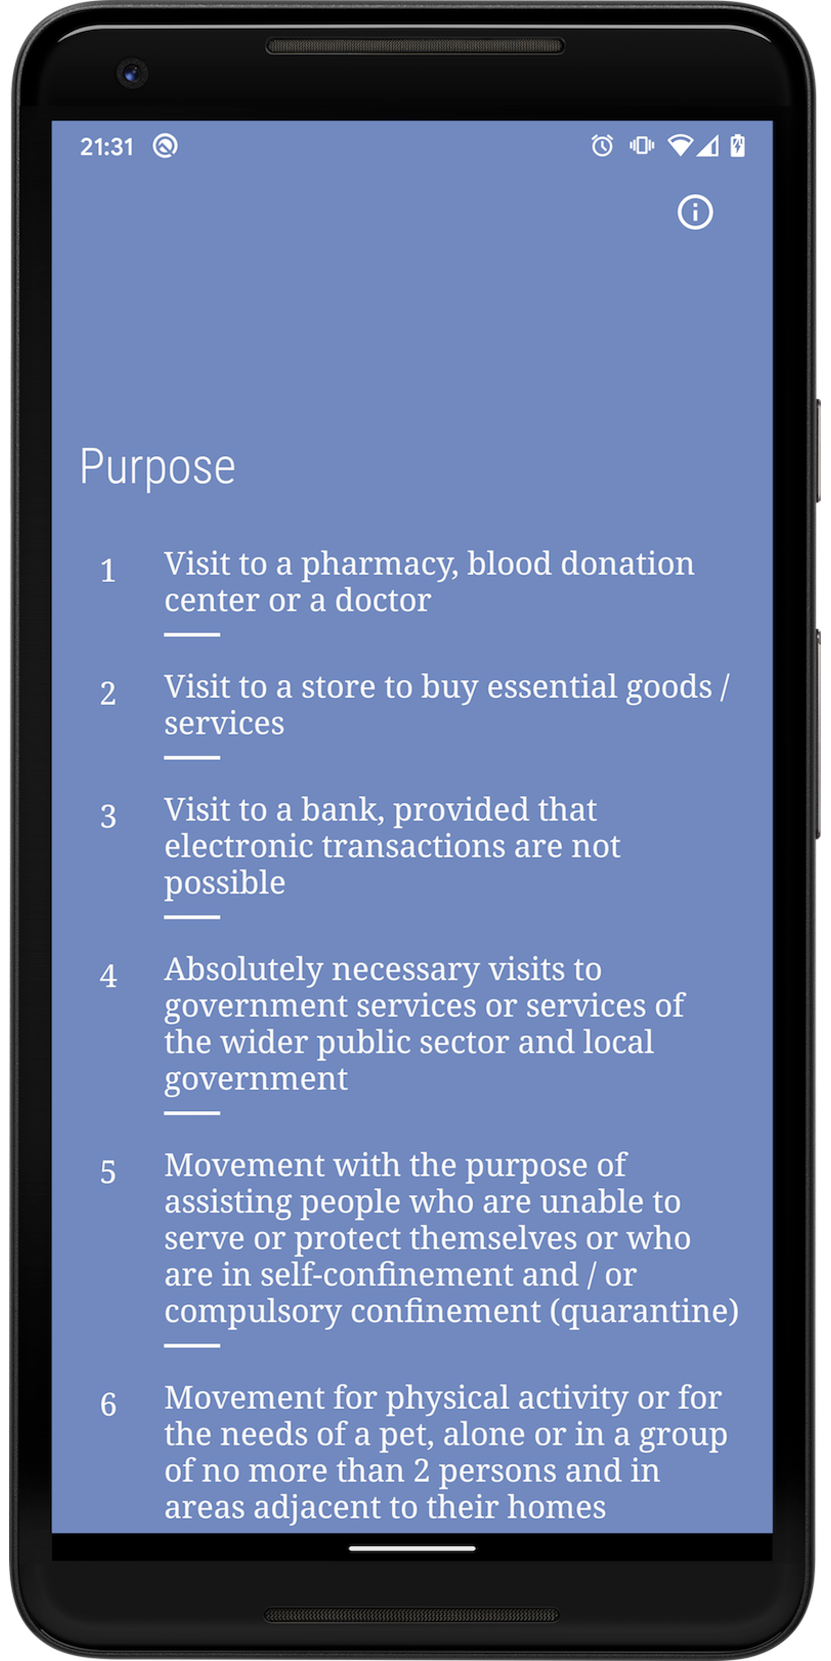 21:31
Purpose
1 Visit to a pharmacy, blood donation
center or a doctor
2 Visit to a store to buy essential goods /
services
3 Visit to a bank, provided that
electronic transactions are not
possible
4 Absolutely necessary visits to
government services or services of
the wider public sector and local
government
5 Movement with the purpose of
assisting people who are unable to
serve or protect themselves or who
are in self-confinement and / or
compulsory confinement (quarantine)
6 Movement for physical activity or for
the needs of a pet, alone or in a group
of no more than 2 persons and in
areas adjacent to their homes